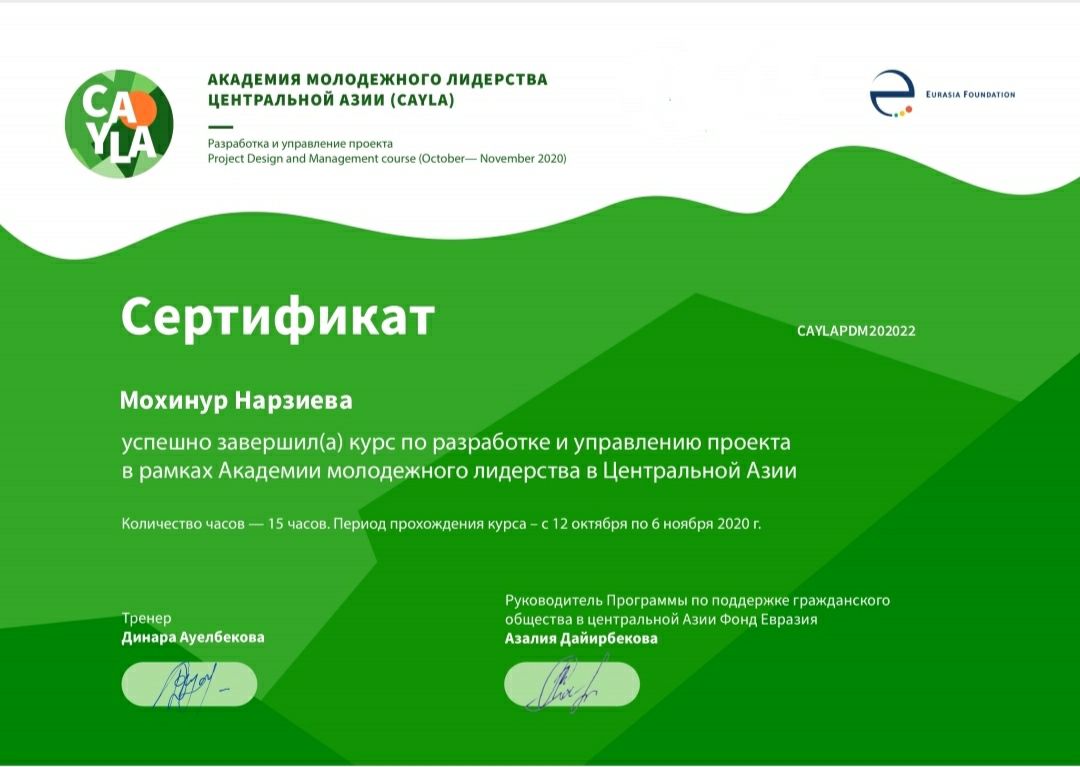 CAYLA
АКАДЕМИЯ МОЛОДЕЖНОГО ЛИДЕРСТВА
ЦЕНТРАЛЬНОЙ АЗИИ (CAYLA)
Разработка и управление проекта
Project Design and Management course (October— November 2020)
EURASIA FOUNDATION
Сертификат
CAYLAPDM202022
Мохинур Нарзиева
успешно завершил(а) курс по разработке и управлению проекта
в рамках Академии молодежного лидерства в Центральной Азии
Количество часов — 15 часов. Период прохождения курса – с 12 октября по 6 ноября 2020 г.
Тренер
Динара Ауелбекова
Руководитель Программы по поддержке гражданского
общества в центральной Азии Фонд Евразия
Азалия Дайирбекова